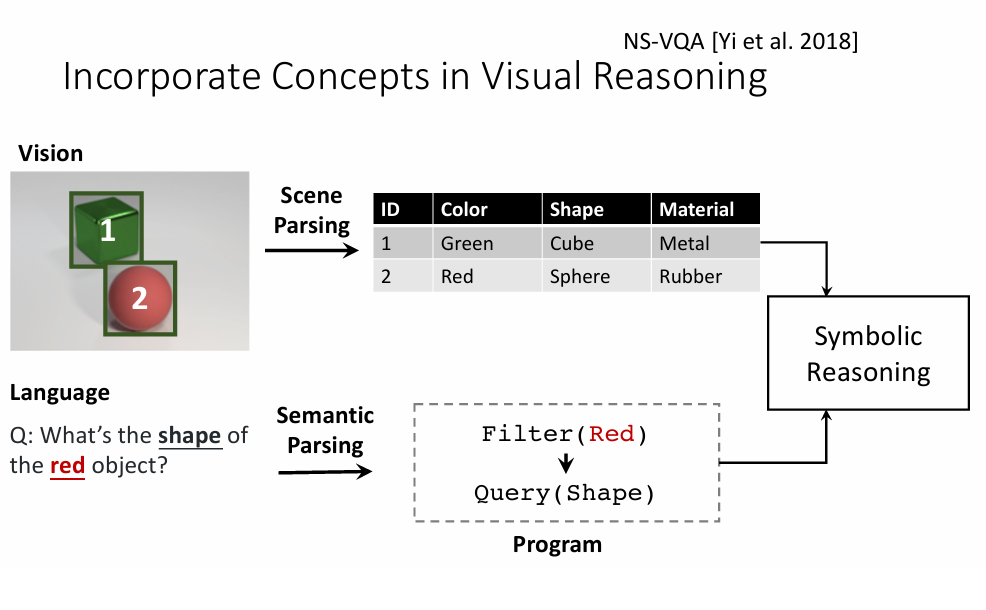 NS-VQA [Yi et al. 2018]
Incorporate Concepts in Visual Reasoning
Vision
1
2
Scene
Parsing
ID Color Shape Material
1 Green Cube Metal
2 Red Sphere Rubber
Symbolic
Reasoning
Language
Q: What's the shape of
the red object?
Semantic
Parsing
Filter(Red)
Query(Shape)
Program